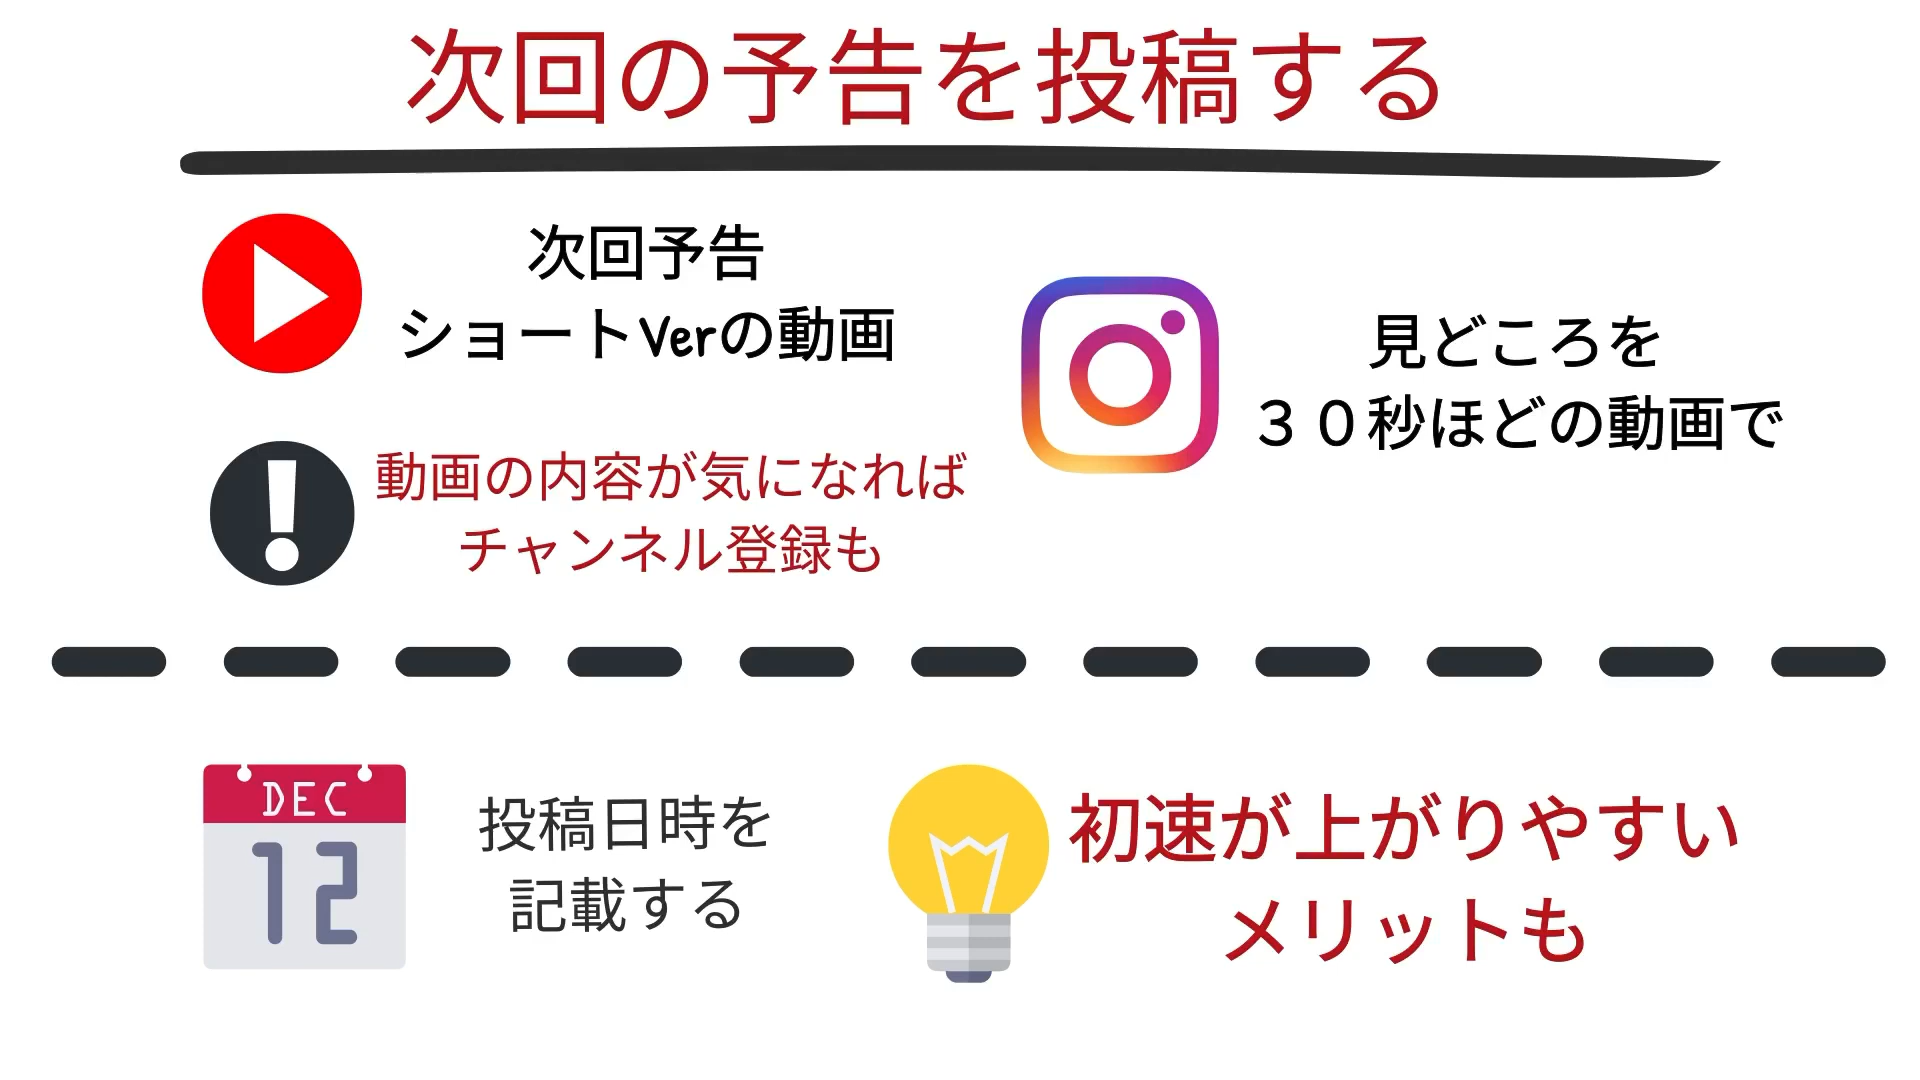 次回の予告を投稿する
次回予告
ショートVerの動画
見どころを
３０秒ほどの動画で
動画の内容が気になれば
チャンネル登録も
DEC
12
投稿日時を
記載する
初速が上がりやすい
メリットも